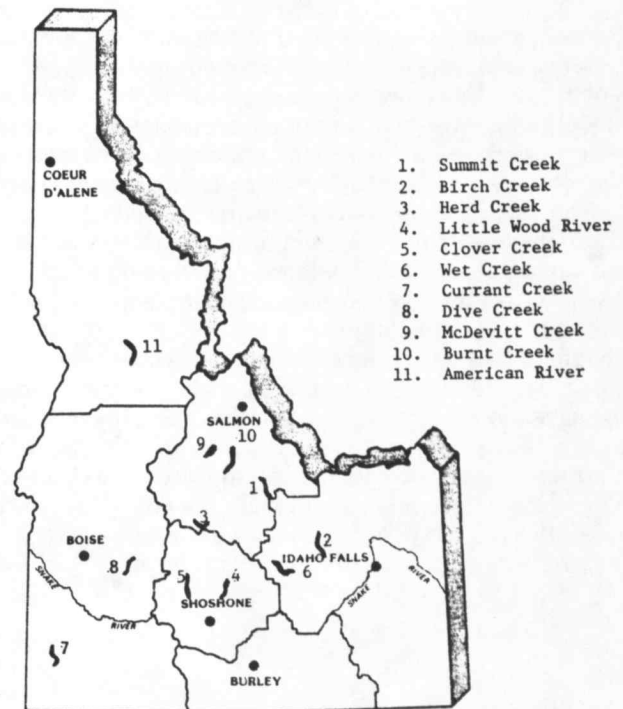 COEUR
D'ALENE
11
SALMON
9
10
1
3
2
BOISE
IDAHO FALLS
8
6
5
4
SNAKE
RIVER
SHOSHONE
SNAKE
RIVER
7
BURLEY
1. Summit Creek
2. Birch Creek
3. Herd Creek
4. Little Wood River
5. Clover Creek
6. Wet Creek
7. Currant Creek
8. Dive Creek
9. McDevitt Creek
10. Burnt Creek
11. American River